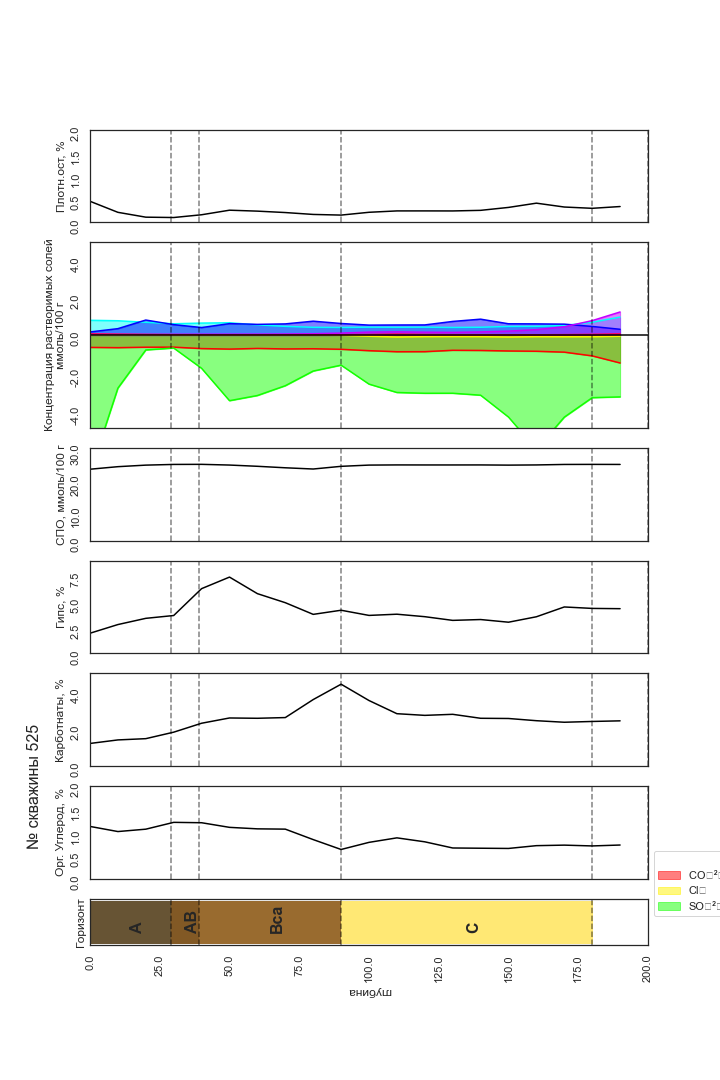 № скважины 525
Горизонт
A
AB
Bca
C
глубина
0.0
25.0
50.0
75.0
100.0
125.0
150.0
175.0
200.0
Орг. Углерод, %
0.0 0.5 1.0 1.5 2.0
Карботнаты, %
0.0 2.0 4.0
Гипс, %
0.0 2.5 5.0 7.5
СПО, ммоль/100 г
0.0 10.0 20.0 30.0
Концентрация растворимых солей
ммоль/100 г
4.0 2.0 0.0 2.0 4.0
Плотн.ост, %
0.0 0.5 1.0 1.5 2.0
CO□²□
Cl□
SO□²□